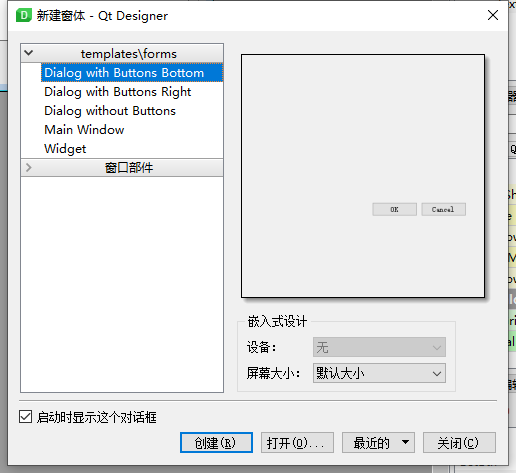 新建窗体 - Qt Designer
templates\forms
Dialog with Buttons Bottom
Dialog with Buttons Right
Dialog without Buttons
Main Window
Widget
窗口部件
OK Cancel
嵌入式设计
设备： 无
屏幕大小： 默认大小
启动时显示这个对话框
创建(R) 打开(O)... 最近的 关闭(C)